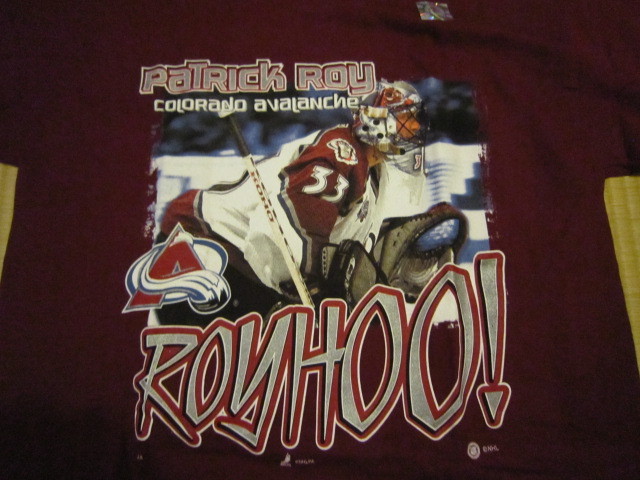 PATRICK ROY
COLORADO AVALANCHE
33
A
ROYHOO!